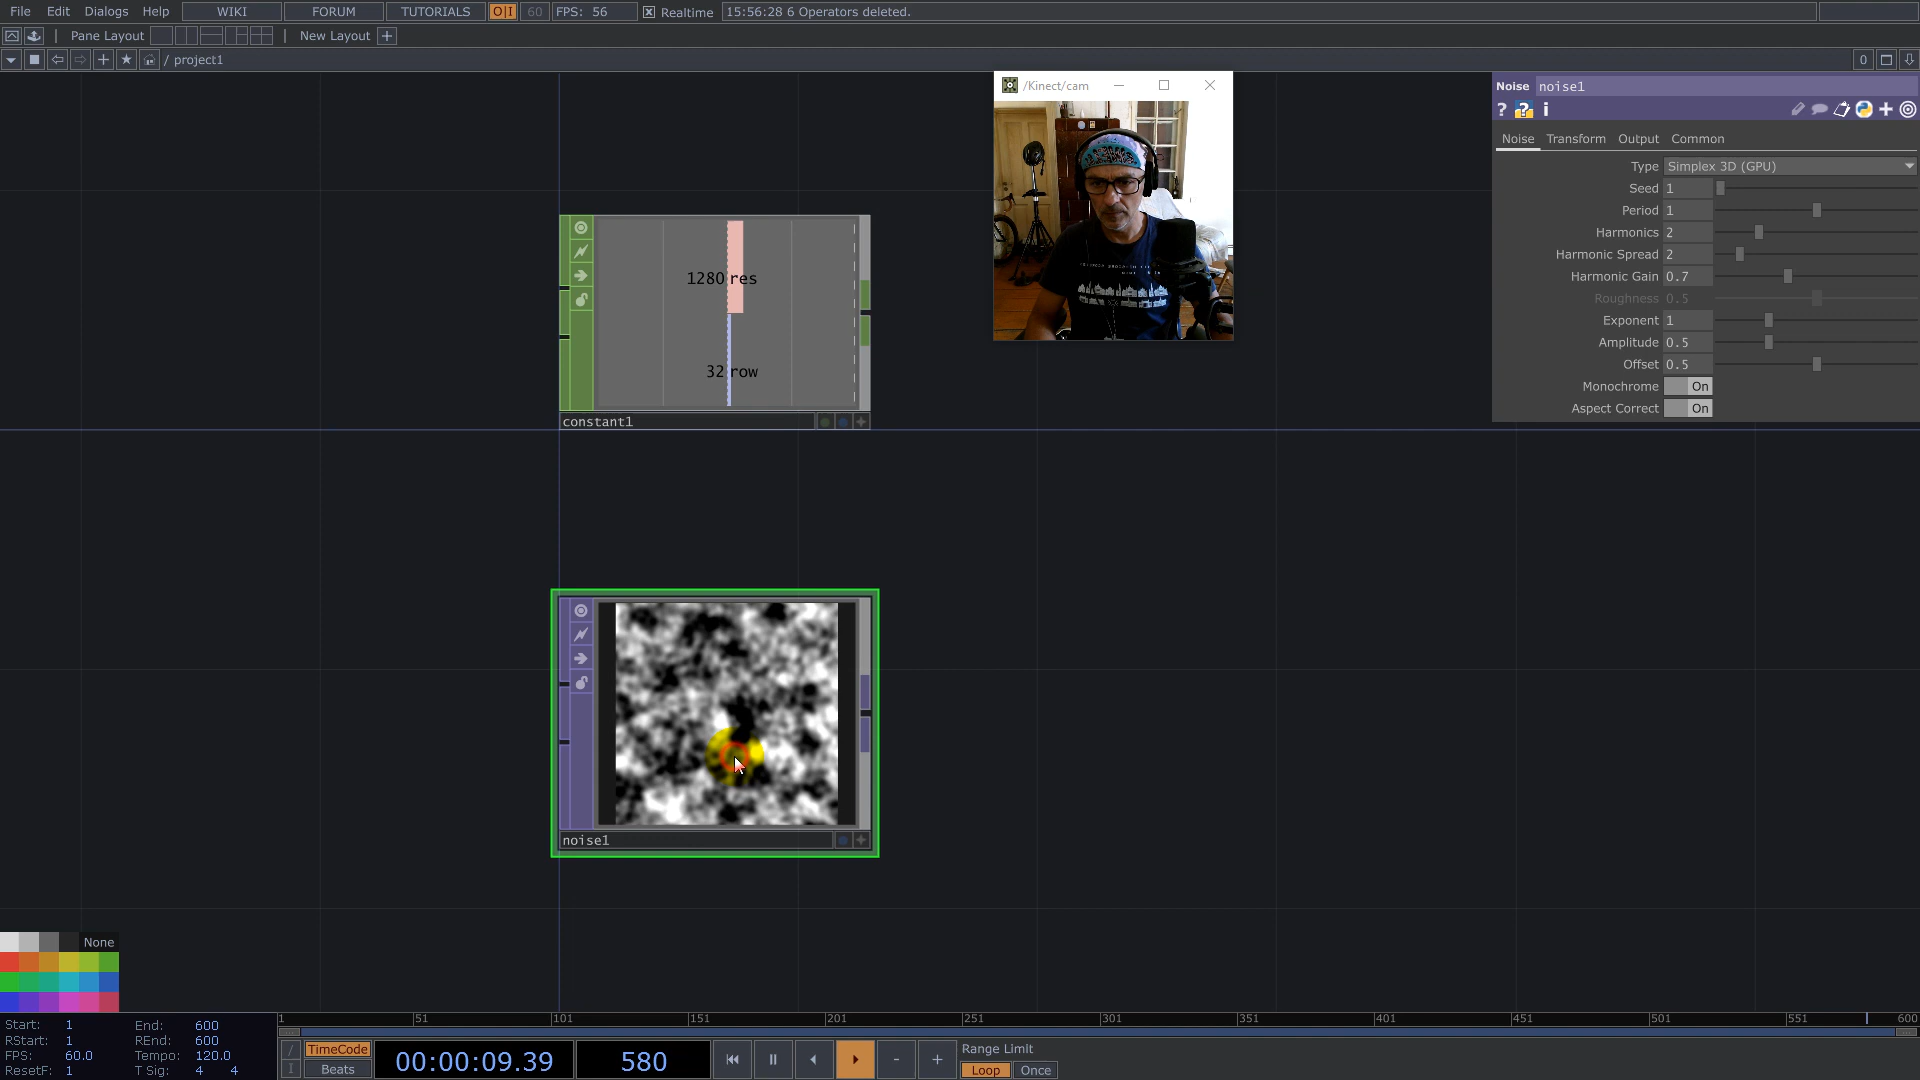 File Edit Dialogs Help WIKI FORUM TUTORIALS O|I 60 FPS: 56 Realtime 15:56:28 6 Operators deleted.
Pane Layout New Layout +
/ project1 0
/Kinect/cam
Noise noise1
? ? i
Noise Transform Output Common
Type Simplex 3D (GPU)
Seed 1
Period 1
Harmonics 2
Harmonic Spread 2
Harmonic Gain 0.7
Roughness 0.5
Exponent 1
Amplitude 0.5
Offset 0.5
Monochrome On
Aspect Correct On
1280 res
32 row
constant1
noise1
None
1 51 101 151 201 251 301 351 401 451 501 551 600
Start: 1 End: 600
RStart: 1 REnd: 600
FPS: 60.0 Tempo: 120.0
ResetF: 1 T Sig: 4 4
TimeCode
Beats
00:00:09.39 580
Range Limit
Loop Once